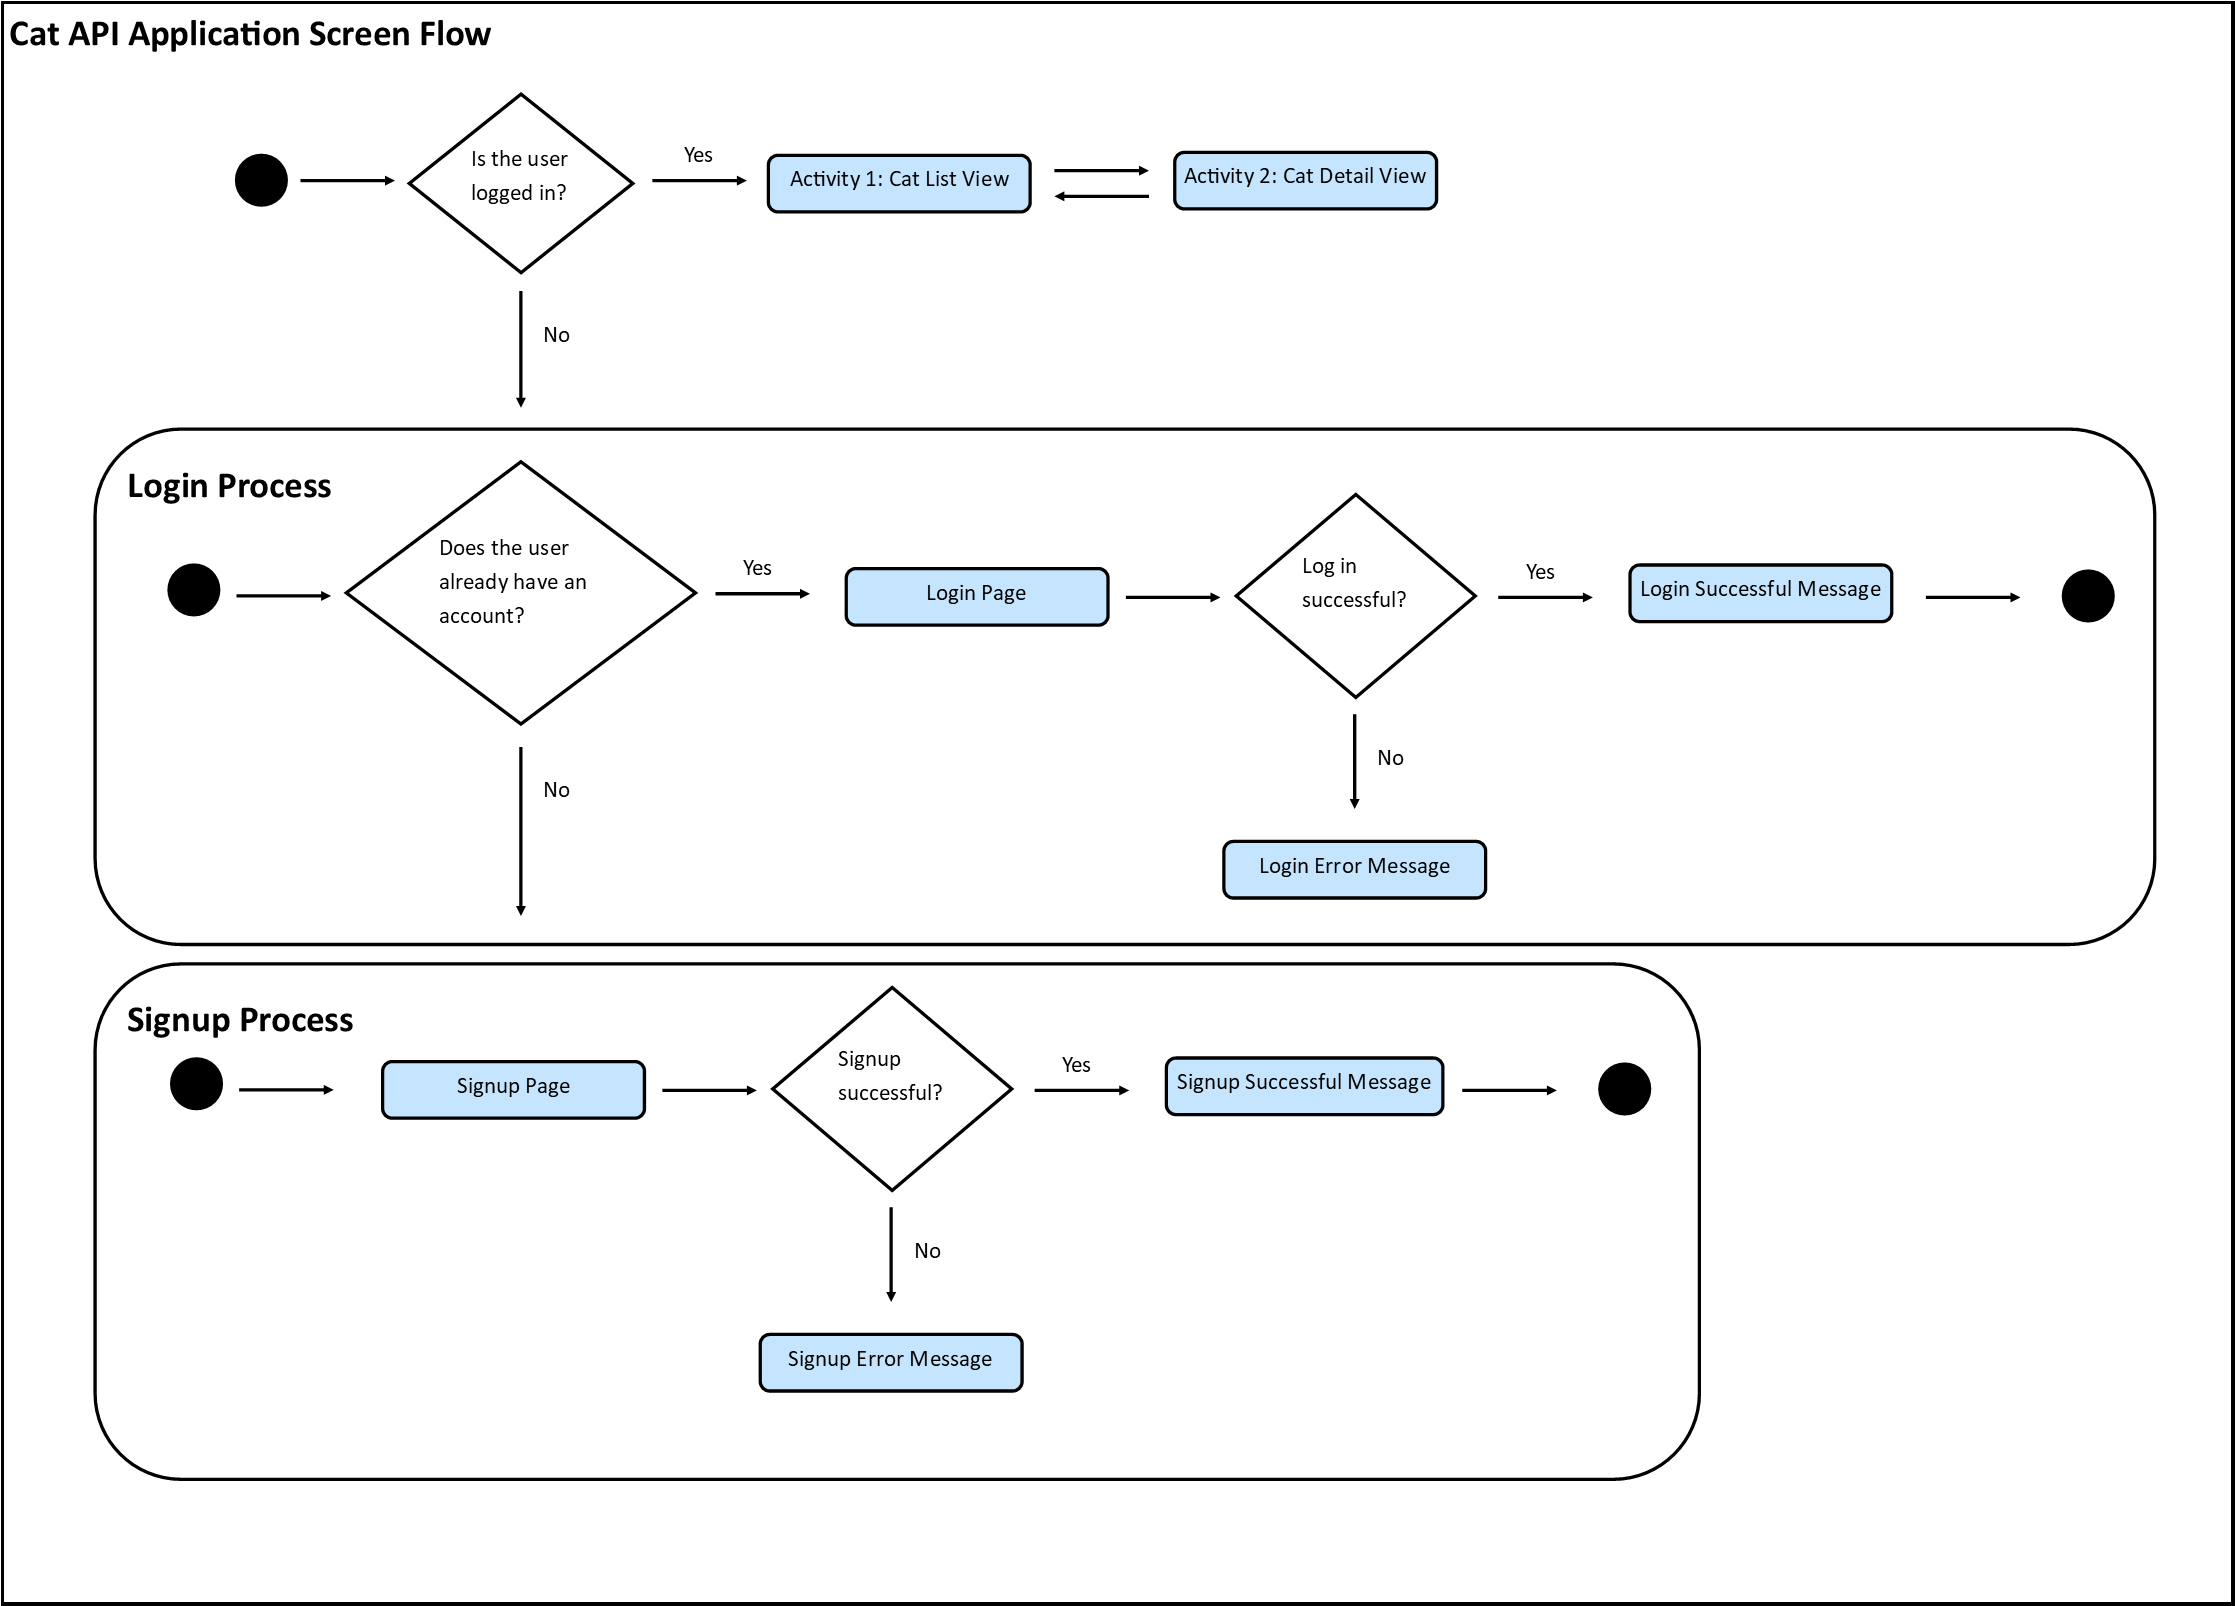 Cat API Application Screen Flow
Is the user
logged in?
Yes
Activity 1: Cat List View
Activity 2: Cat Detail View
No
Login Process
Does the user
already have an
account?
Yes
Login Page
Log in
successful?
Yes
Login Successful Message
No
Login Error Message
No
Signup Process
Signup Page
Signup
successful?
Yes
Signup Successful Message
No
Signup Error Message